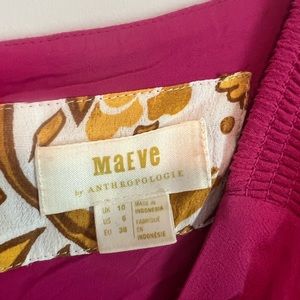 MAEVE
by ANTHROPOLOGIE
UK 10
US 6
EU 38
MADE IN
INDONESIA
FABRIQUÉ
EN
INDONÉSIE